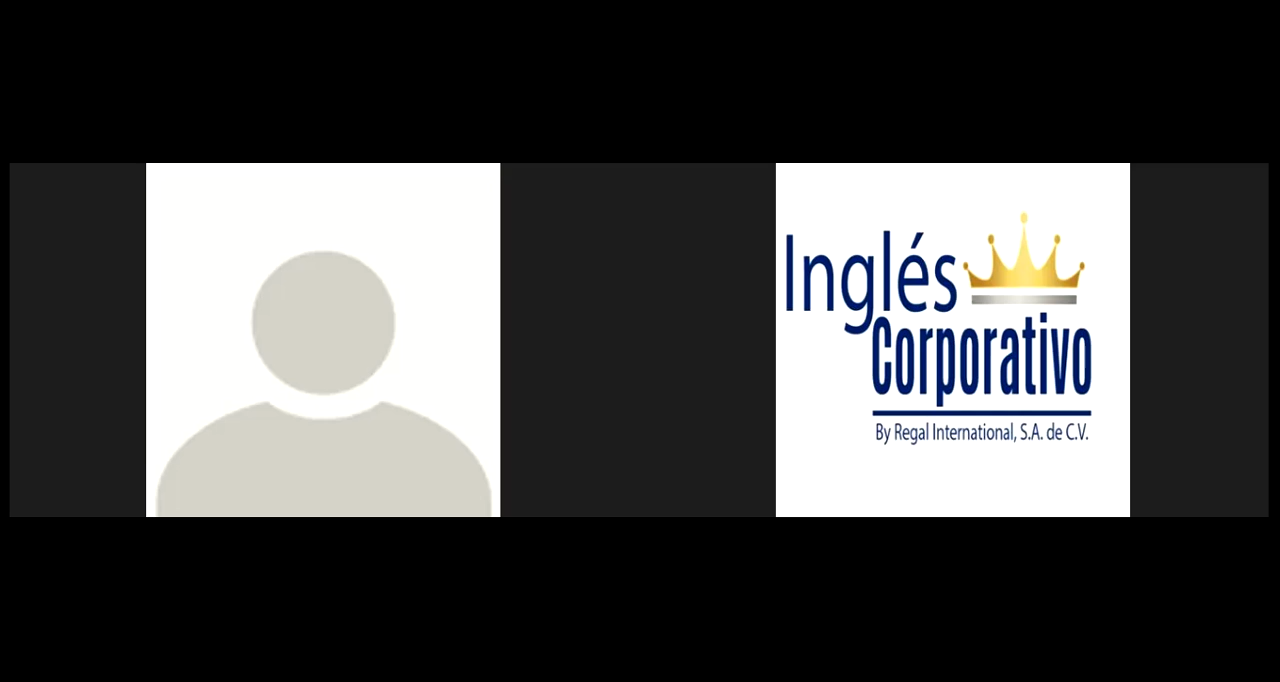 Inglés
Corporativo
By Regal International, S.A. de C.V.